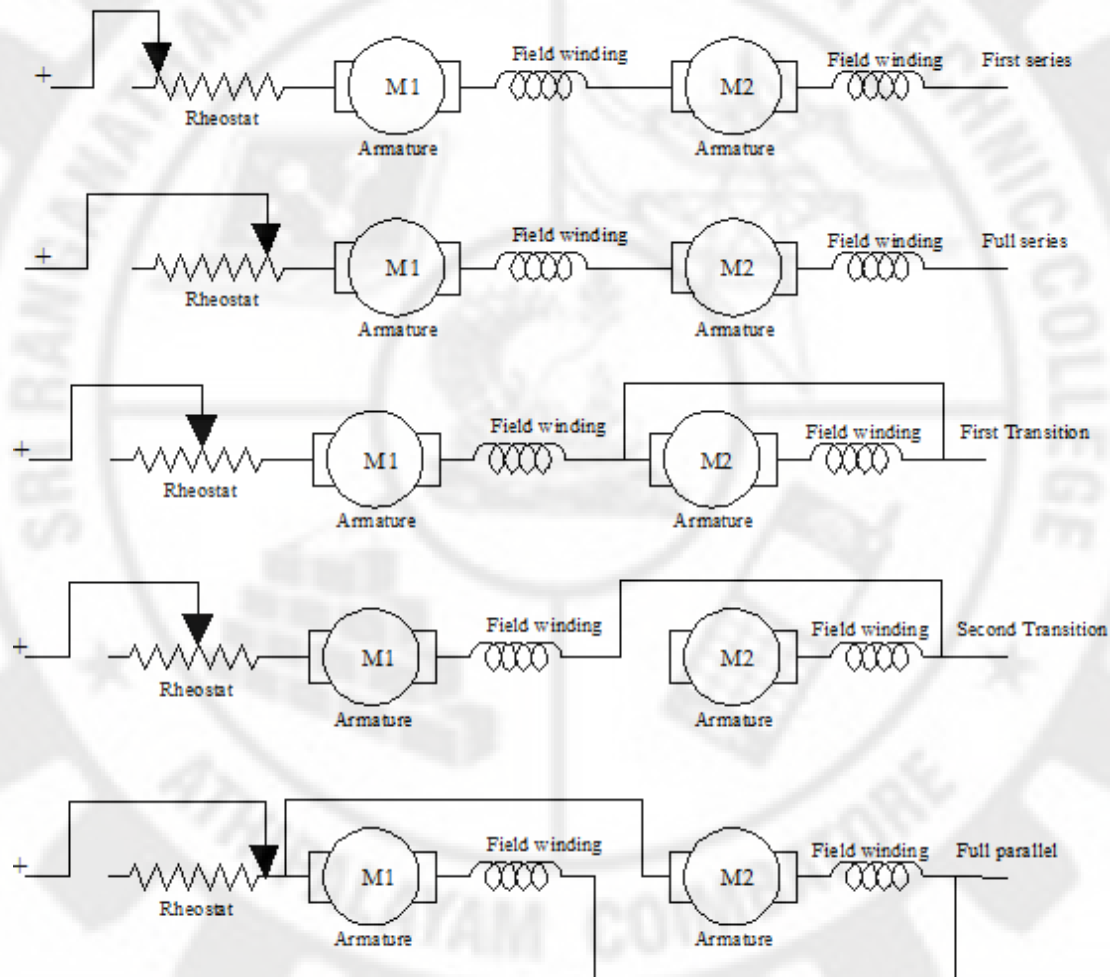 Field winding
Field winding
First series
+
M1
M2
Rheostat
Armature
Armature
Field winding
Field winding
Full series
+
M1
M2
Rheostat
Armature
Armature
Field winding
Field winding
First Transition
+
M1
M2
Rheostat
Armature
Armature
Field winding
Field winding
Second Transition
+
M1
M2
Rheostat
Armature
Armature
Field winding
Field winding
Full parallel
+
M1
M2
Rheostat
Armature
Armature
COLLEGE